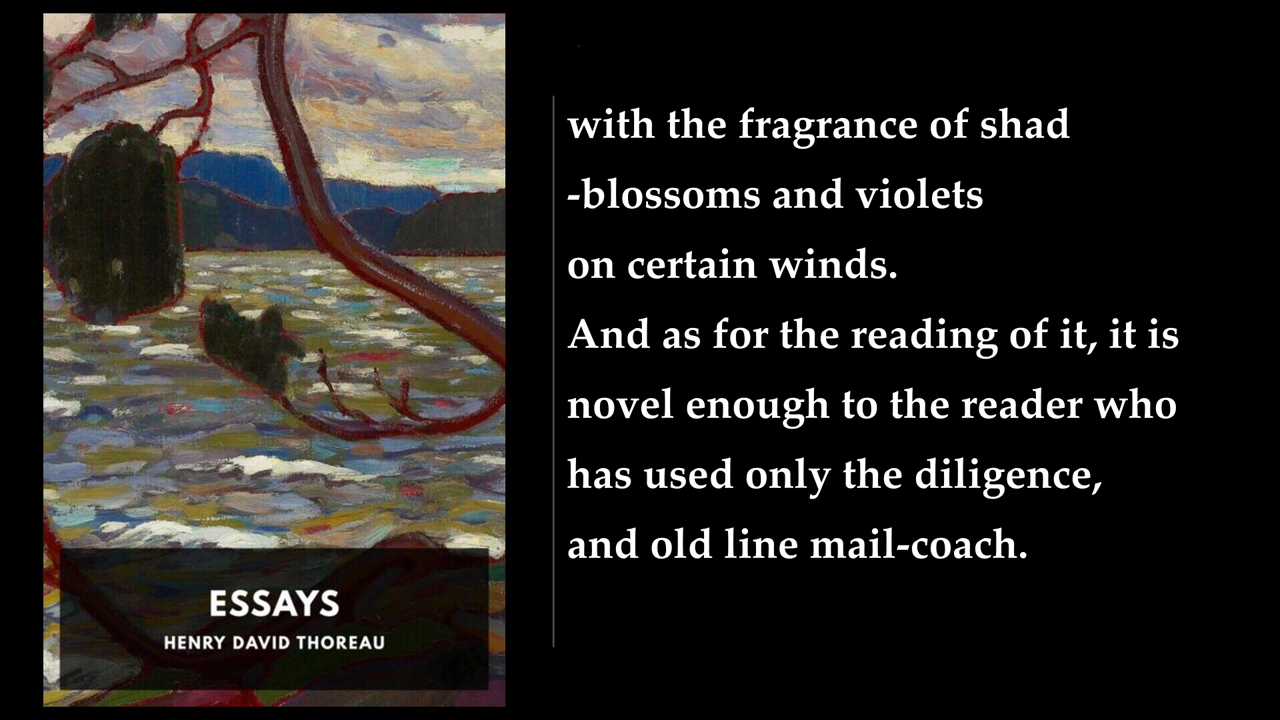 with the fragrance of shad
-blossoms and violets
on certain winds.
And as for the reading of it, it is
novel enough to the reader who
has used only the diligence,
and old line mail-coach.
ESSAYS
HENRY DAVID THOREAU